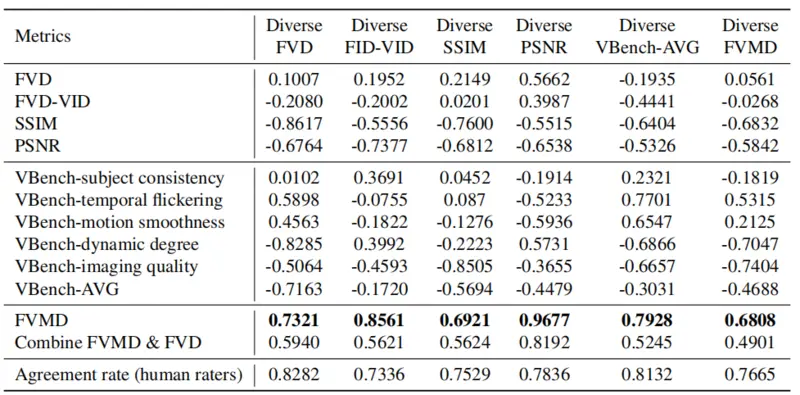 Metrics Diverse FVD Diverse FID-VID Diverse SSIM Diverse PSNR Diverse VBench-AVG Diverse FVMD
FVD 0.1007 0.1952 0.2149 0.5662 -0.1935 0.0561
FVD-VID -0.2080 -0.2002 0.0201 0.3987 -0.4441 -0.0268
SSIM -0.8617 -0.5556 -0.7600 -0.5515 -0.6404 -0.6832
PSNR -0.6764 -0.7377 -0.6812 -0.6538 -0.5326 -0.5842
VBench-subject consistency 0.0102 0.3691 0.0452 -0.1914 0.2321 -0.1819
VBench-temporal flickering 0.5898 -0.0755 0.087 -0.5233 0.7701 0.5315
VBench-motion smoothness 0.4563 -0.1822 -0.1276 -0.5936 0.6547 0.2125
VBench-dynamic degree -0.8285 0.3992 -0.2223 0.5731 -0.6866 -0.7047
VBench-imaging quality -0.5064 -0.4593 -0.8505 -0.3655 -0.6657 -0.7404
VBench-AVG -0.7163 -0.1720 -0.5694 -0.4479 -0.3031 -0.4688
FVMD 0.7321 0.8561 0.6921 0.9677 0.7928 0.6808
Combine FVMD & FVD 0.5940 0.5621 0.5624 0.8192 0.5245 0.4901
Agreement rate (human raters) 0.8282 0.7336 0.7529 0.7836 0.8132 0.7665